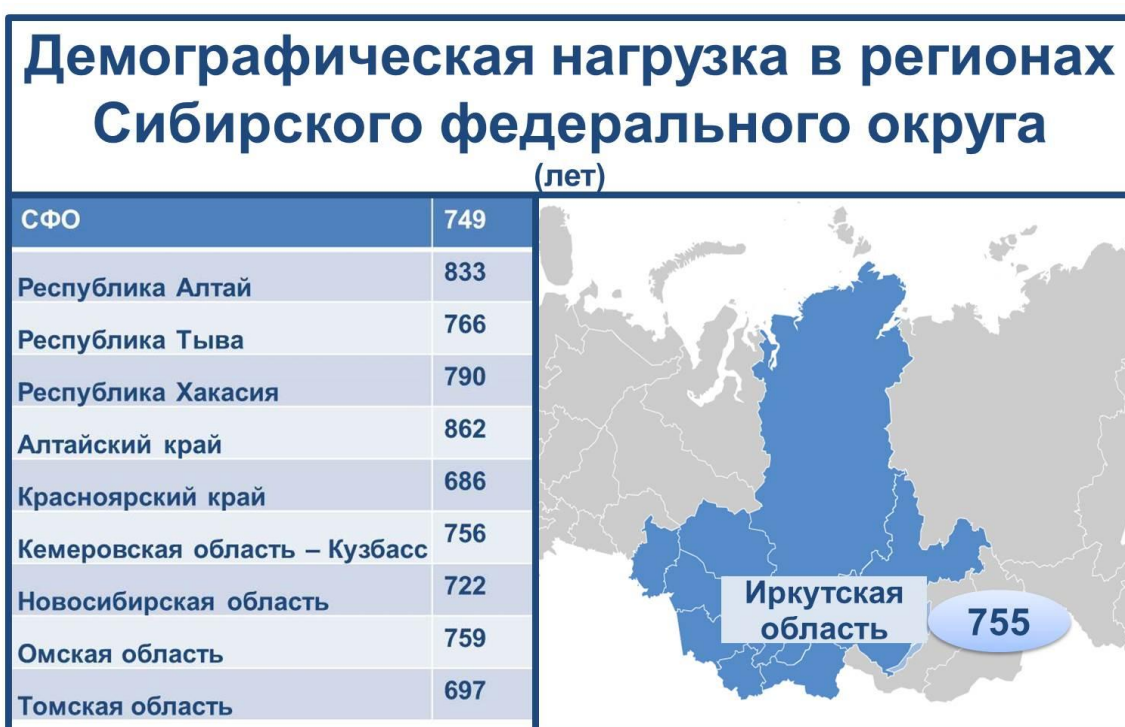 Демографическая нагрузка в регионах
Сибирского федерального округа
(лет)
СФО 749
Республика Алтай 833
Республика Тыва 766
Республика Хакасия 790
Алтайский край 862
Красноярский край 686
Кемеровская область – Кузбасс 756
Новосибирская область 722
Омская область 759
Томская область 697
Иркутская
область
755